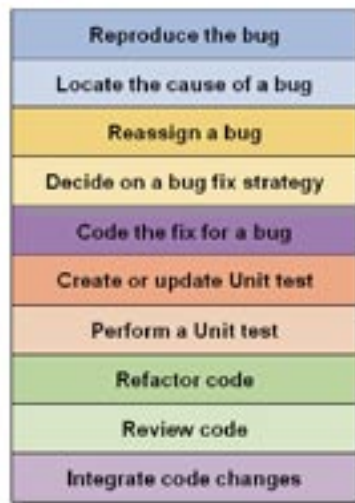 Reproduce the bug
Locate the cause of a bug
Reassign a bug
Decide on a bug fix strategy
Code the fix for a bug
Create or update Unit test
Perform a Unit test
Refactor code
Review code
Integrate code changes